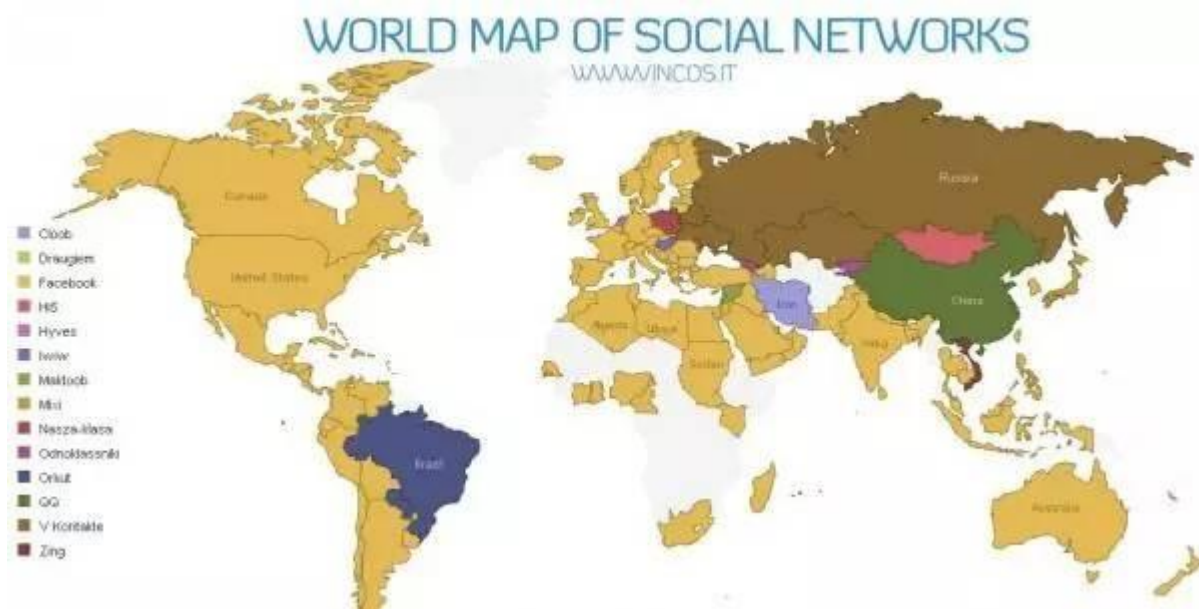 WORLD MAP OF SOCIAL NETWORKS
WWW.VINCOS.IT
Cloob
Draugiem
Facebook
Hi5
Hyves
Iwiw
Maktoob
Mixi
Nasza-klasa
Odnoklassniki
Orkut
QQ
V Kontakte
Zing
Canada
United States
Brazil
Algeria
Libya
Sudan
Iran
India
Russia
China
Australia